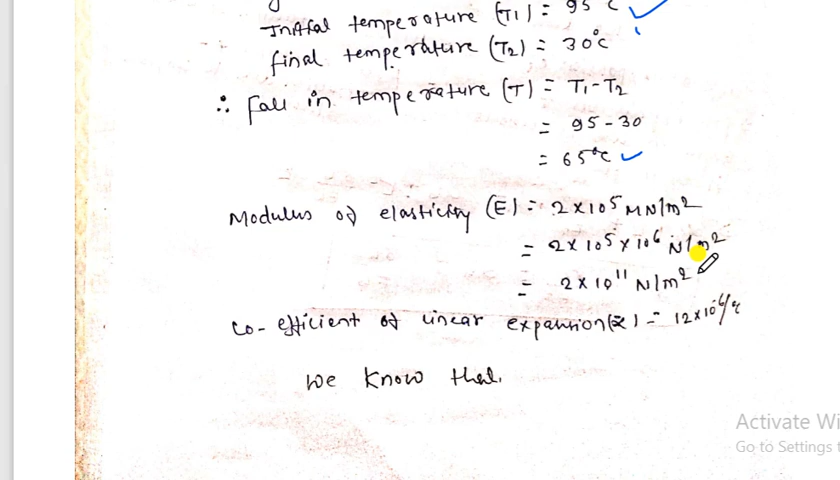 Initial temperature (T1) = 95°C
final temperature (T2) = 30°C
∴ fall in temperature (T) = T1-T2
= 95-30
= 65°C
Modulus of elasticity (E) = 2×10⁵ MN/m²
= 2×10⁵×10⁶ N/m²
= 2×10¹¹ N/m²
Co-efficient of linear expansion(α) = 12×10⁻⁶/°c
We know that.
Activate Wi
Go to Settings t